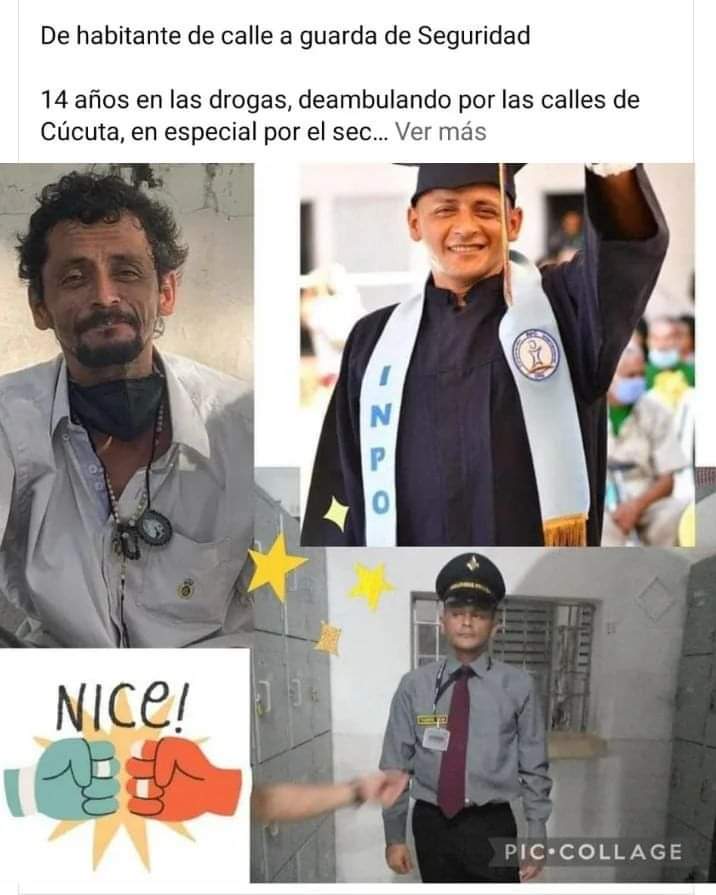 De habitante de calle a guarda de Seguridad
14 años en las drogas, deambulando por las calles de
Cúcuta, en especial por el sec... Ver más
I
N
P
O
NICe!
PIC•COLLAGE